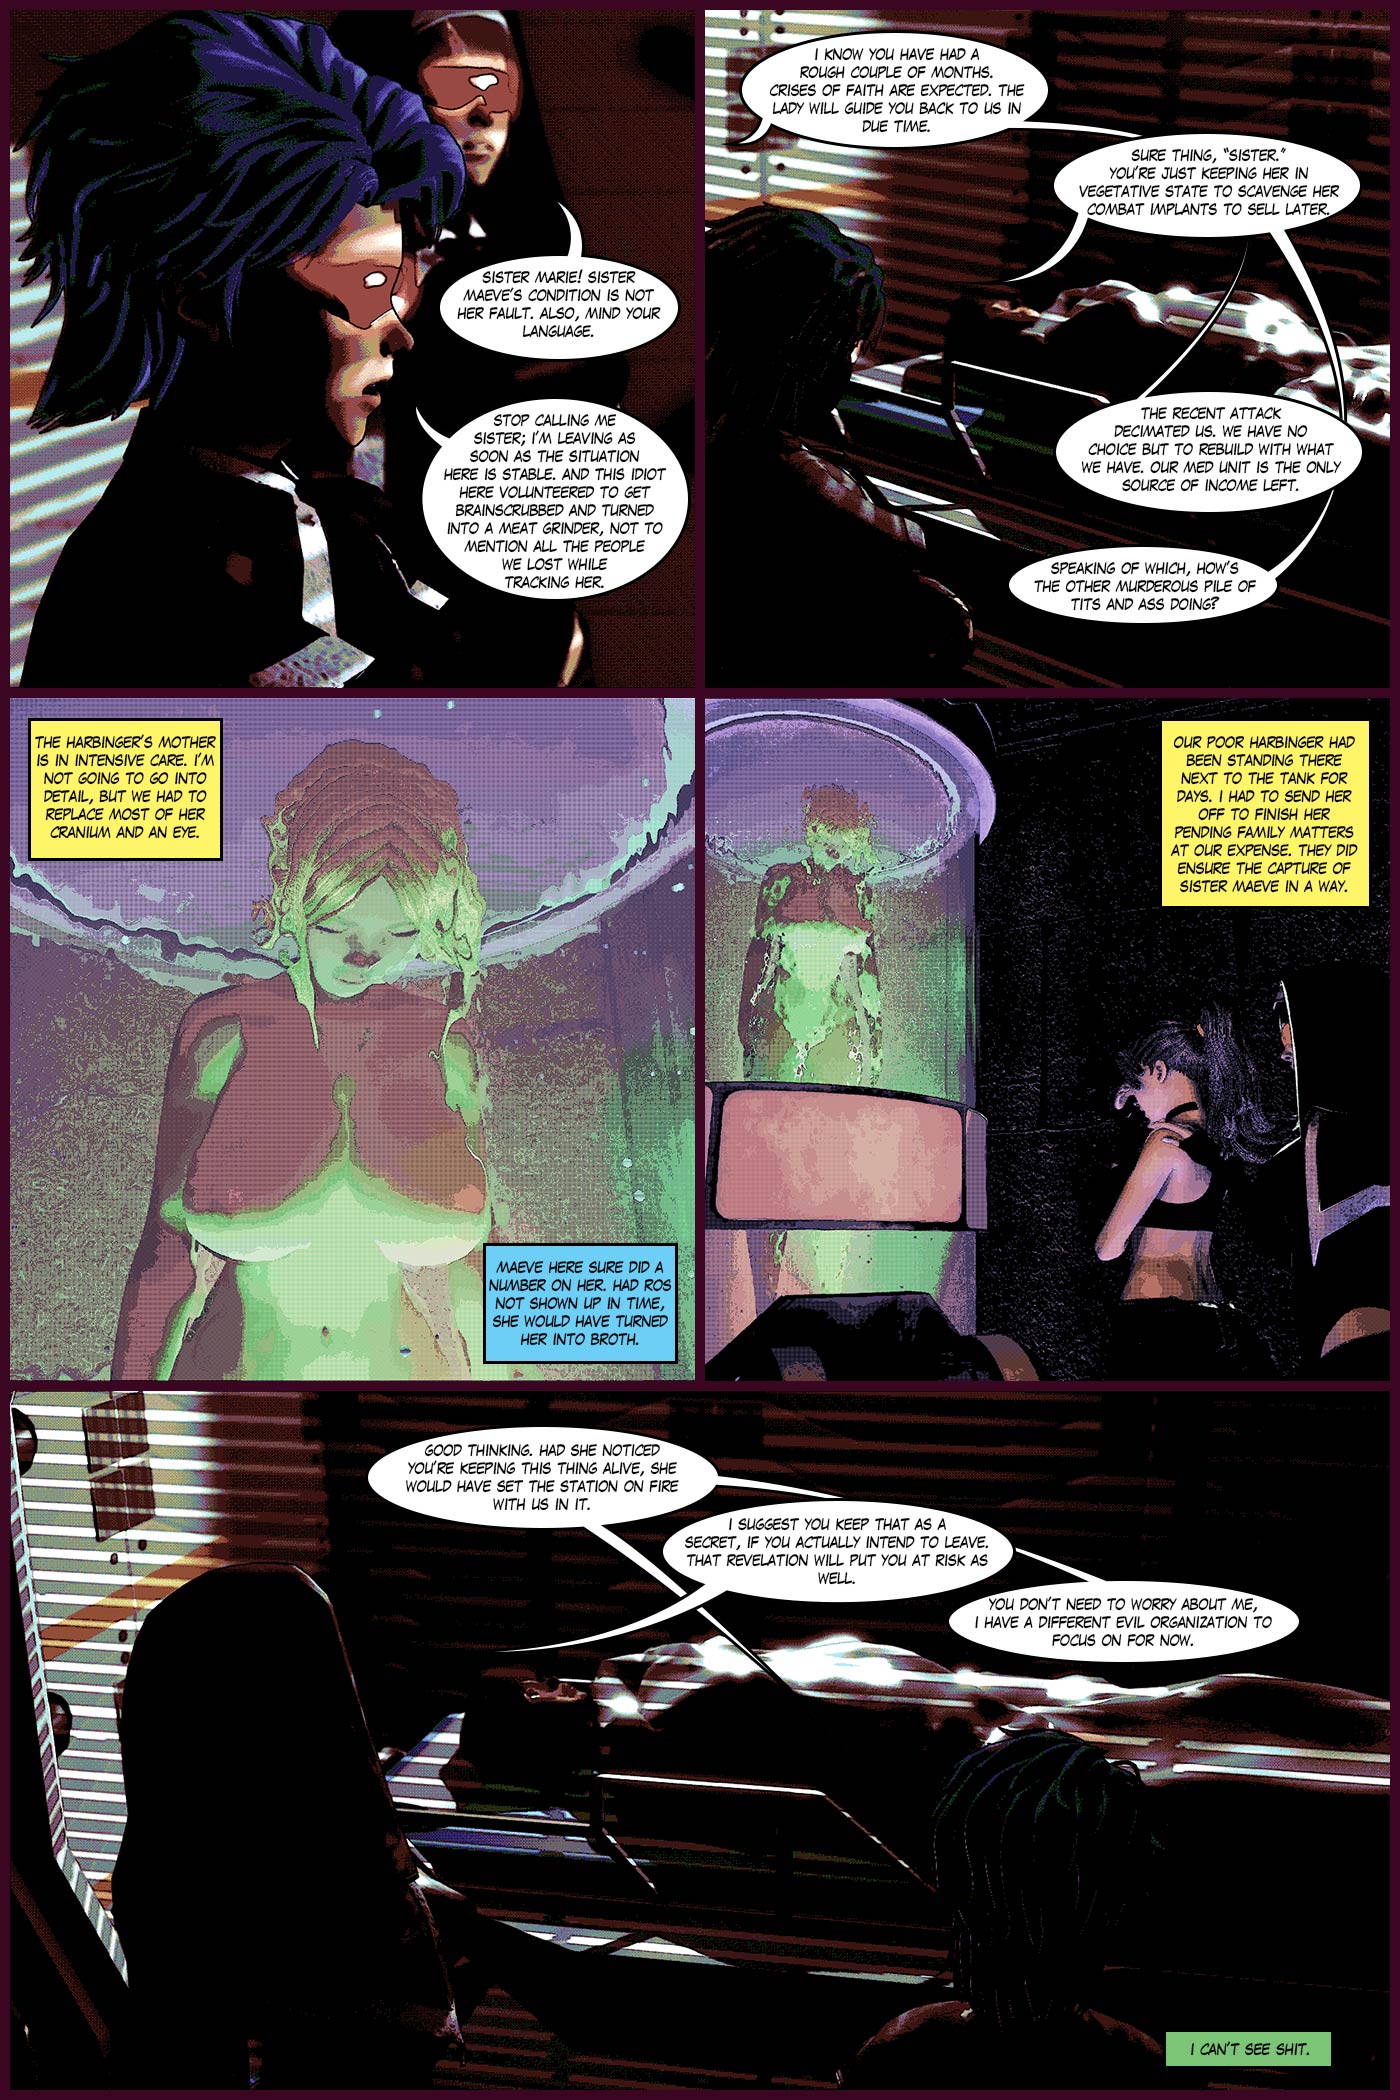 SISTER MARIE! SISTER
MAEVE'S CONDITION IS NOT
HER FAULT. ALSO, MIND YOUR
LANGUAGE.
STOP CALLING ME
SISTER; I'M LEAVING AS
SOON AS THE SITUATION
HERE IS STABLE. AND THIS IDIOT
HERE VOLUNTEERED TO GET
BRAINSCRUBBED AND TURNED
INTO A MEAT GRINDER, NOT TO
MENTION ALL THE PEOPLE
WE LOST WHILE
TRACKING HER.
I KNOW YOU HAVE HAD A
ROUGH COUPLE OF MONTHS.
CRISES OF FAITH ARE EXPECTED. THE
LADY WILL GUIDE YOU BACK TO US IN
DUE TIME.
SURE THING, "SISTER."
YOU'RE JUST KEEPING HER IN
VEGETATIVE STATE TO SCAVENGE HER
COMBAT IMPLANTS TO SELL LATER.
THE RECENT ATTACK
DECIMATED US. WE HAVE NO
CHOICE BUT TO REBUILD WITH WHAT
WE HAVE. OUR MED UNIT IS THE ONLY
SOURCE OF INCOME LEFT.
SPEAKING OF WHICH, HOW'S
THE OTHER MURDEROUS PILE OF
TITS AND ASS DOING?
THE HARBINGER'S MOTHER
IS IN INTENSIVE CARE. I'M
NOT GOING TO GO INTO
DETAIL, BUT WE HAD TO
REPLACE MOST OF HER
CRANIUM AND AN EYE.
MAEVE HERE SURE DID A
NUMBER ON HER. HAD ROS
NOT SHOWN UP IN TIME,
SHE WOULD HAVE TURNED
HER INTO BROTH.
OUR POOR HARBINGER HAD
BEEN STANDING THERE
NEXT TO THE TANK FOR
DAYS. I HAD TO SEND HER
OFF TO FINISH HER
PENDING FAMILY MATTERS
AT OUR EXPENSE. THEY DID
ENSURE THE CAPTURE OF
SISTER MAEVE IN A WAY.
GOOD THINKING. HAD SHE NOTICED
YOU'RE KEEPING THIS THING ALIVE, SHE
WOULD HAVE SET THE STATION ON FIRE
WITH US IN IT.
I SUGGEST YOU KEEP THAT AS A
SECRET, IF YOU ACTUALLY INTEND TO LEAVE.
THAT REVELATION WILL PUT YOU AT RISK AS
WELL.
YOU DON'T NEED TO WORRY ABOUT ME,
I HAVE A DIFFERENT EVIL ORGANIZATION TO
FOCUS ON FOR NOW.
I CAN'T SEE SHIT.